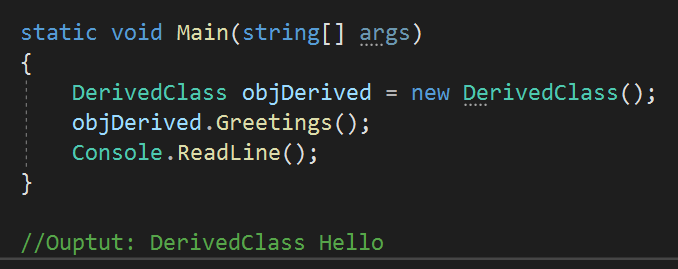 static void Main(string[] args)
{
DerivedClass objDerived = new DerivedClass();
objDerived.Greetings();
Console.ReadLine();
}
//Ouptut: DerivedClass Hello